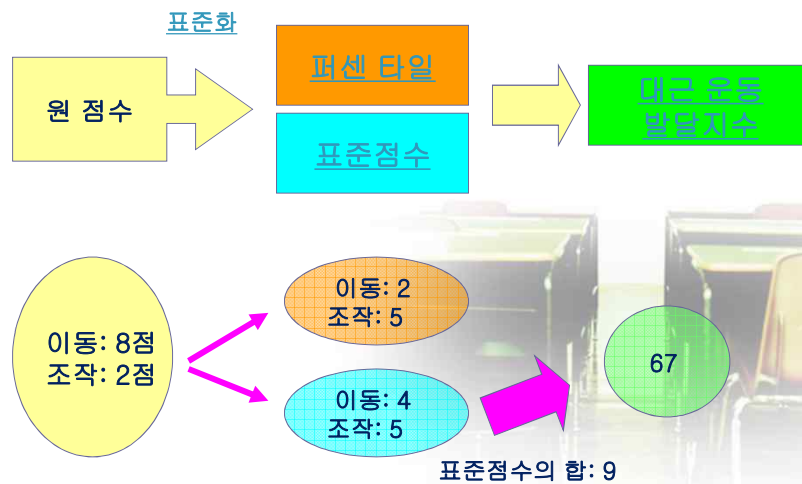 표준화
원 점수
퍼센 타일
표준점수
대근 운동
발달지수
이동: 8점
조작: 2점
이동: 2
조작: 5
이동: 4
조작: 5
67
표준점수의 합: 9